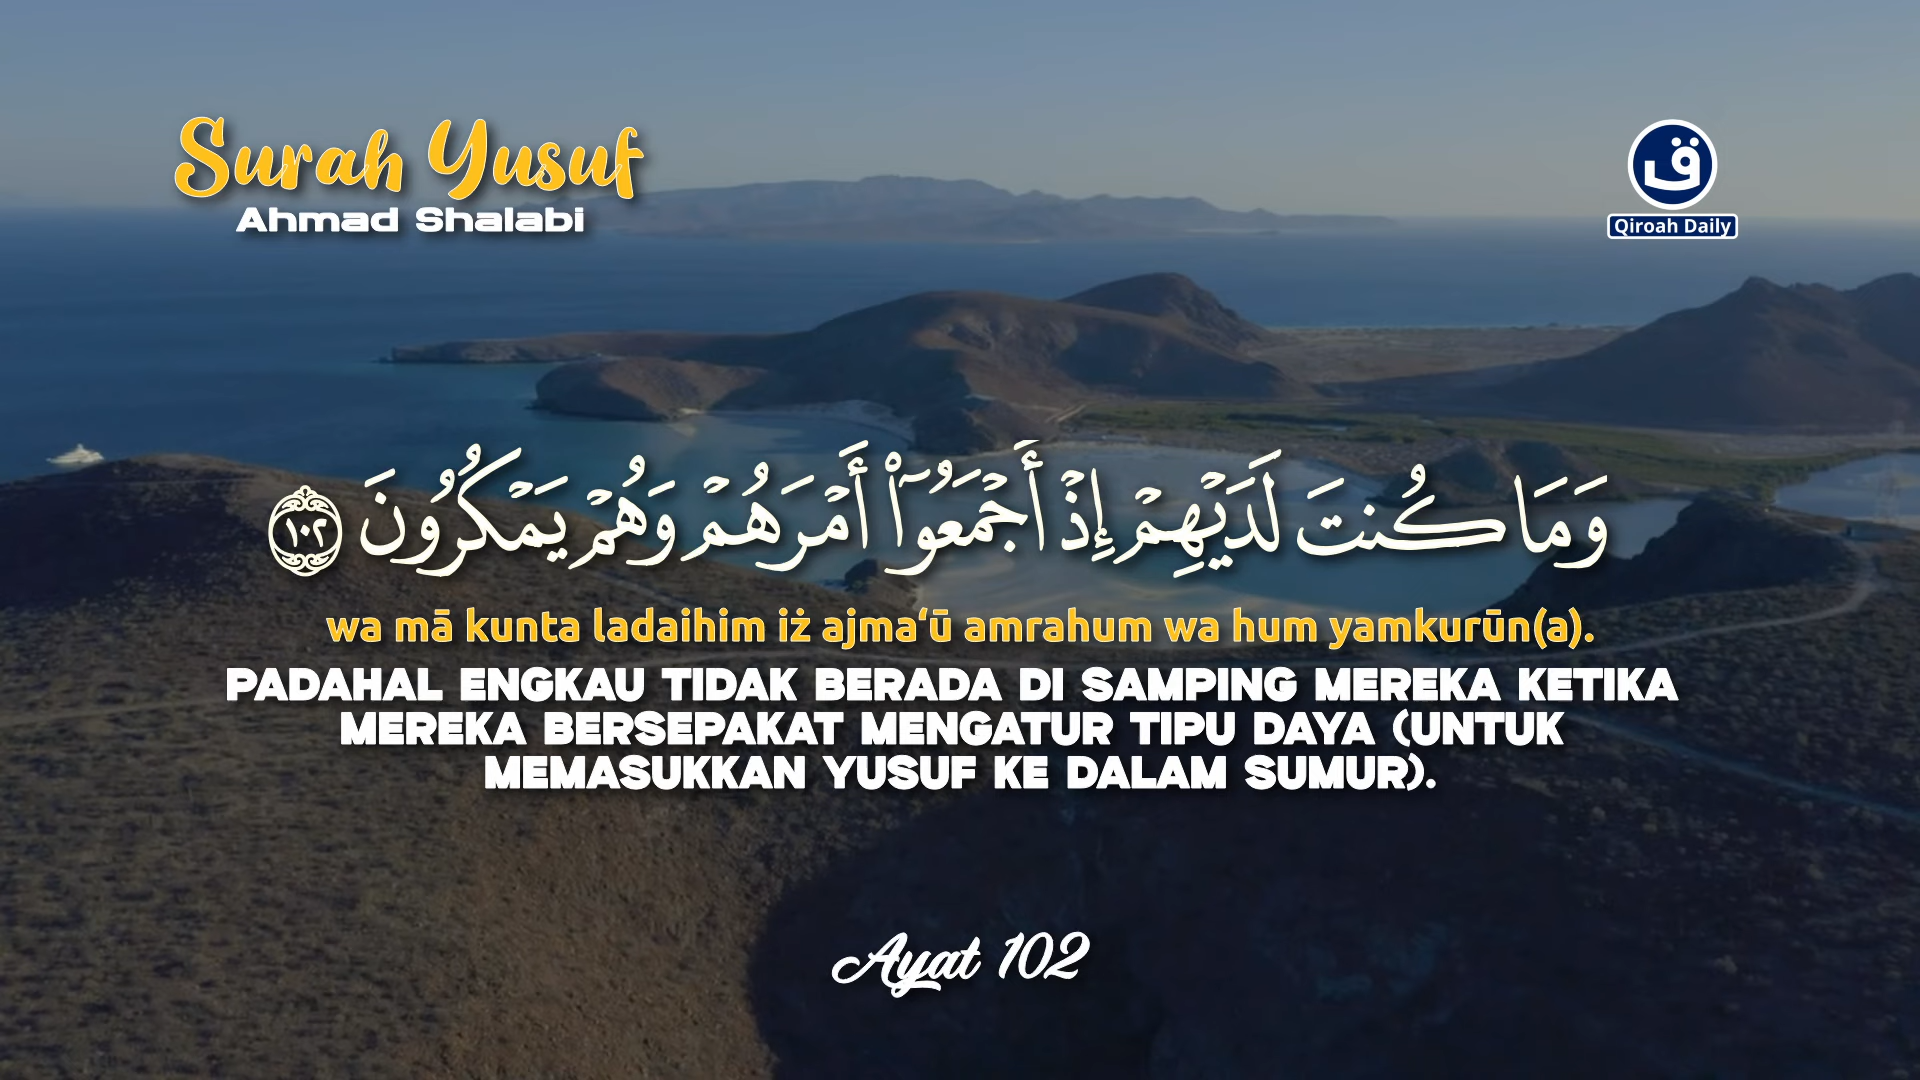 Surah Yusuf
Ahmad Shalabi
ق
Qiroah Daily
وَمَا كُنتَ لَدَيْهِمْ إِذْ أَجْمَعُوٓا۟ أَمْرَهُمْ وَهُمْ يَمْكُرُونَ ١٠٢
wa mā kunta ladaihim iż ajma‘ū amrahum wa hum yamkurūn(a).
PADAHAL ENGKAU TIDAK BERADA DI SAMPING MEREKA KETIKA
MEREKA BERSEPAKAT MENGATUR TIPU DAYA (UNTUK
MEMASUKKAN YUSUF KE DALAM SUMUR).
Ayat 102